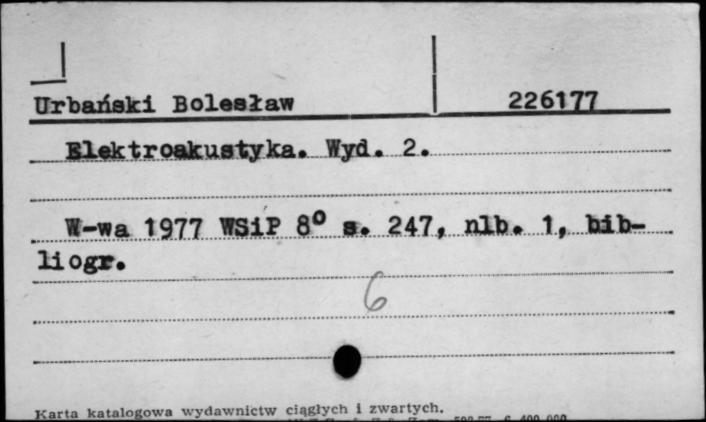 Urbański Bolesław 226177
Elektroakustyka. Wyd. 2.
W-wa 1977 WSiP 8° s. 247, nlb. 1, bib-
liogr.
6
Karta katalogowa wydawnictw ciągłych i zwartych.